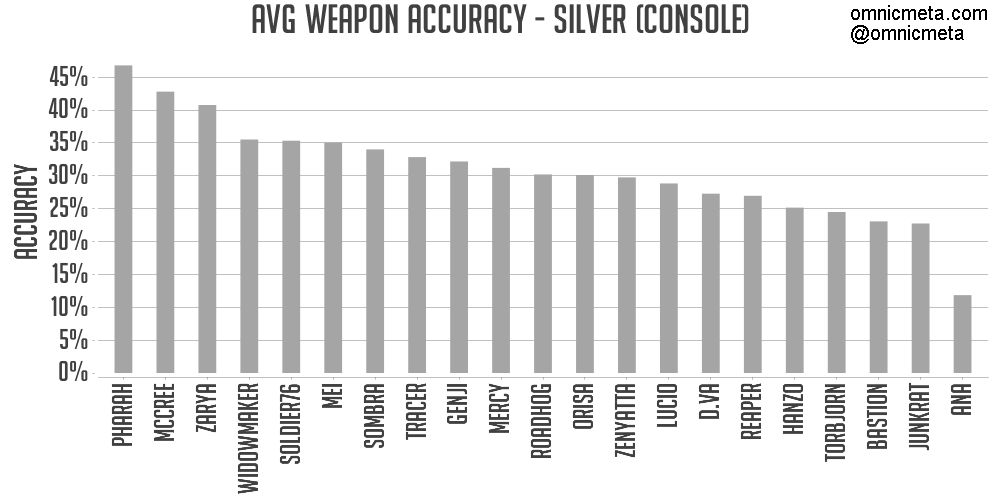 AVG WEAPON ACCURACY - SILVER (CONSOLE)
omnicmeta.com
@omnicmeta
ACCURACY
45%
40%
35%
30%
25%
20%
15%
10%
5%
0%
PHARAH
MCCREE
ZARYA
WIDOWMAKER
SOLDIER76
MEI
SOMBRA
TRACER
GENJI
MERCY
ROADHOG
ORISA
ZENYATTA
LUCIO
D.VA
REAPER
HANZO
TORBJORN
BASTION
JUNKRAT
ANA